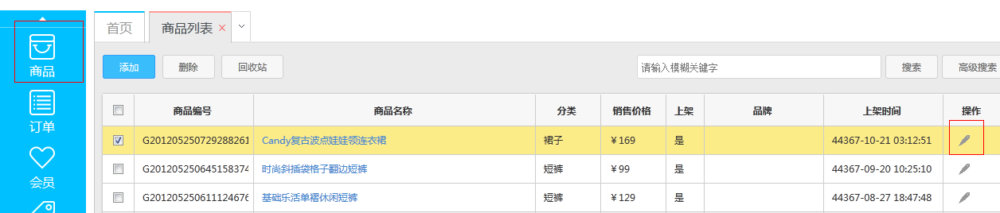 首页
商品列表 ×
商品
订单
会员
添加
删除
回收站
请输入模糊关键字
搜索
高级搜索
商品编号 商品名称 分类 销售价格 上架 品牌 上架时间 操作
G201205250729288261 Candy复古波点娃娃领连衣裙 裙子 ￥169 是 44367-10-21 03:12:51
G201205250645158374 时尚斜插袋格子翻边短裤 短裤 ￥99 是 44367-09-20 10:25:10
G201205250611124676 基础乐活单褶休闲短裤 短裤 ￥129 是 44367-08-27 18:47:48